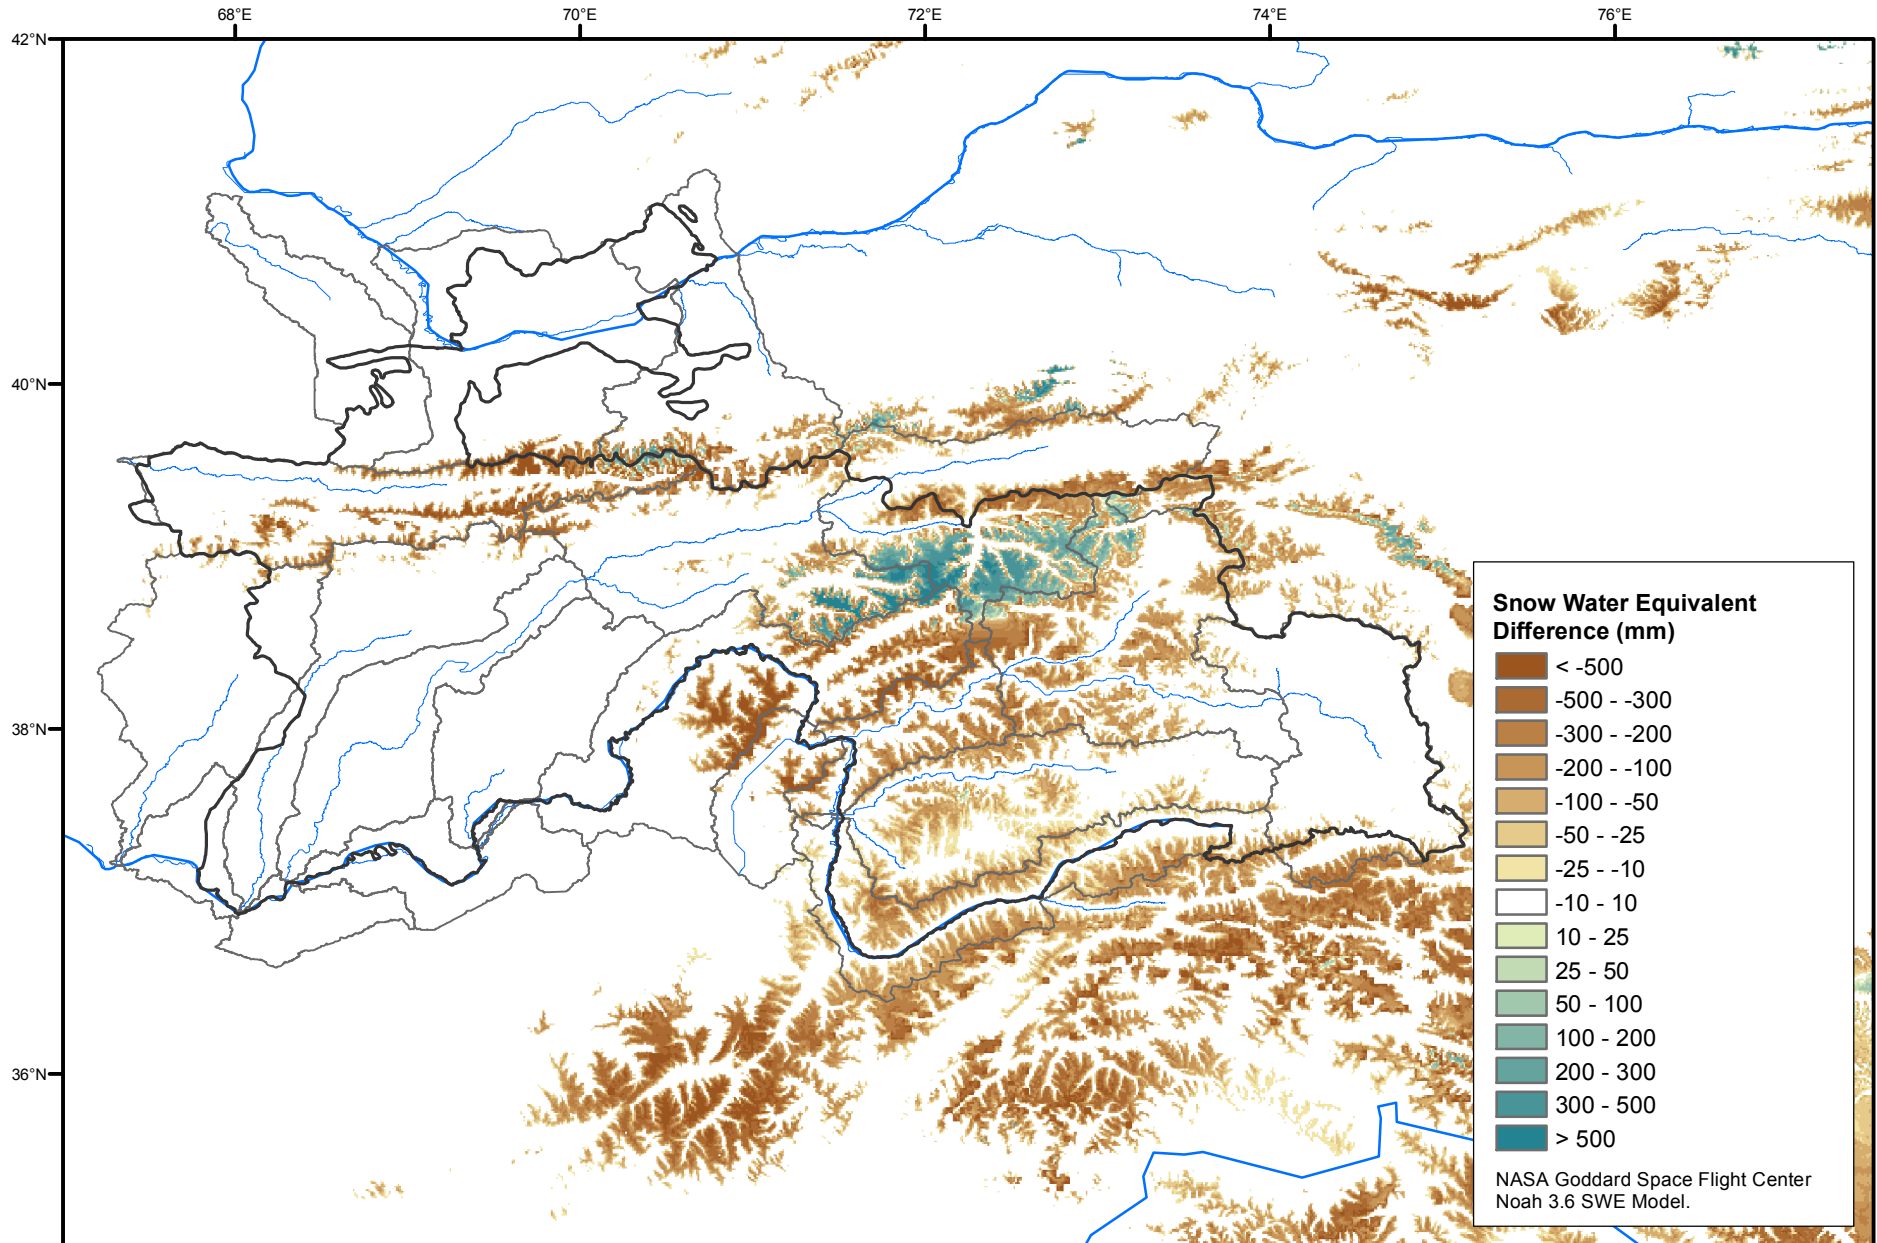 68°E 70°E 72°E 74°E 76°E
42°N
40°N
38°N
36°N
Snow Water Equivalent
Difference (mm)
< -500
-500 - -300
-300 - -200
-200 - -100
-100 - -50
-50 - -25
-25 - -10
-10 - 10
10 - 25
25 - 50
50 - 100
100 - 200
200 - 300
300 - 500
> 500
NASA Goddard Space Flight Center
Noah 3.6 SWE Model.